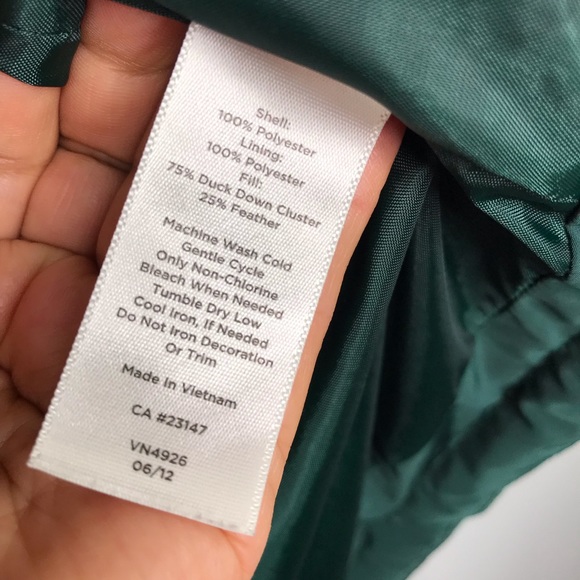 Shell:
100% Polyester
Lining:
100% Polyester
Fill:
75% Duck Down Cluster
25% Feather
Machine Wash Cold
Gentle Cycle
Only Non-Chlorine
Bleach When Needed
Tumble Dry Low
Cool Iron, If Needed
Do Not Iron Decoration
Or Trim
Made in Vietnam
CA #23147
VN4926
06/12